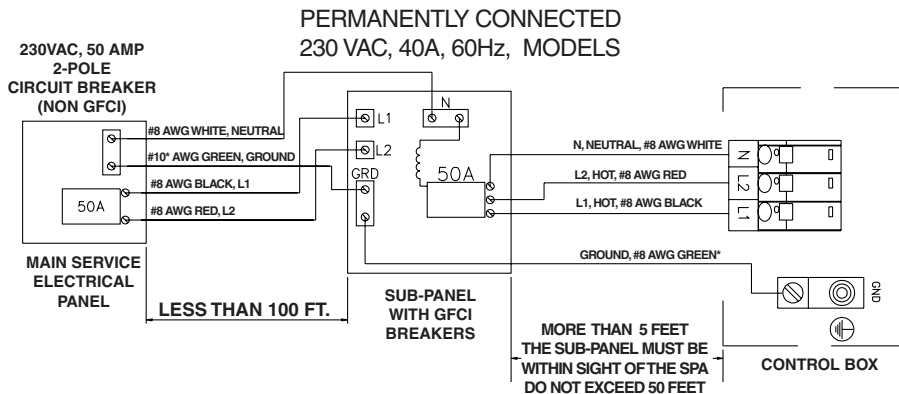 PERMANENTLY CONNECTED
230 VAC, 40A, 60Hz, MODELS
230VAC, 50 AMP
2-POLE
CIRCUIT BREAKER
(NON GFCI)
#8 AWG WHITE, NEUTRAL
#10* AWG GREEN, GROUND
#8 AWG BLACK, L1
#8 AWG RED, L2
50A
MAIN SERVICE
ELECTRICAL
PANEL
LESS THAN 100 FT.
L1
L2
GRD
N
50A
SUB-PANEL
WITH GFCI
BREAKERS
N, NEUTRAL, #8 AWG WHITE
L2, HOT, #8 AWG RED
L1, HOT, #8 AWG BLACK
GROUND, #8 AWG GREEN*
MORE THAN 5 FEET
THE SUB-PANEL MUST BE
WITHIN SIGHT OF THE SPA
DO NOT EXCEED 50 FEET
N
L2
L1
GND
CONTROL BOX